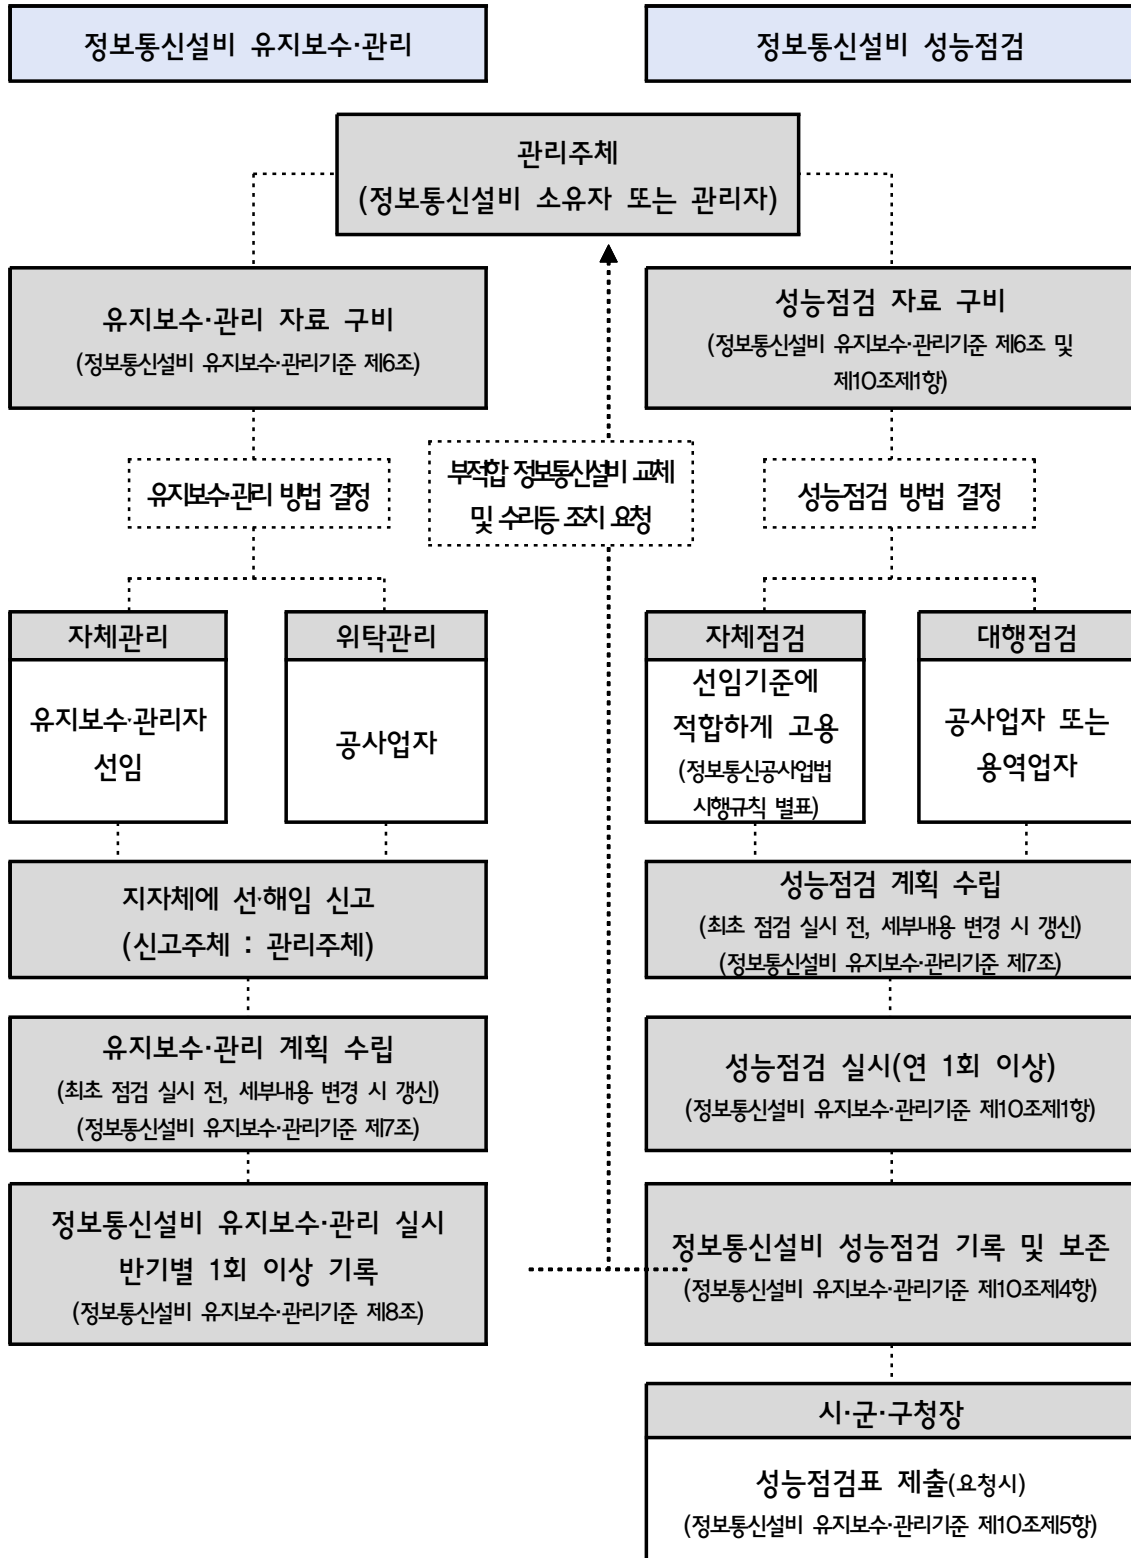 정보통신설비 유지보수·관리
정보통신설비 성능점검
관리주체
(정보통신설비 소유자 또는 관리자)
유지보수·관리 자료 구비
(정보통신설비 유지보수·관리기준 제6조)
성능점검 자료 구비
(정보통신설비 유지보수·관리기준 제6조 및
제10조제1항)
유지보수·관리 방법 결정
부적합 정보통신설비 교체
및 수리등 조치 요청
성능점검 방법 결정
자체관리
유지보수·관리자
선임
위탁관리
공사업자
자체점검
선임기준에
적합하게 고용
(정보통신공사업법
시행규칙 별표)
대행점검
공사업자 또는
용역업자
지자체에 선·해임 신고
(신고주체 : 관리주체)
성능점검 계획 수립
(최초 점검 실시 전, 세부내용 변경 시 갱신)
(정보통신설비 유지보수·관리기준 제7조)
유지보수·관리 계획 수립
(최초 점검 실시 전, 세부내용 변경 시 갱신)
(정보통신설비 유지보수·관리기준 제7조)
성능점검 실시(연 1회 이상)
(정보통신설비 유지보수·관리기준 제10조제1항)
정보통신설비 유지보수·관리 실시
반기별 1회 이상 기록
(정보통신설비 유지보수·관리기준 제8조)
정보통신설비 성능점검 기록 및 보존
(정보통신설비 유지보수·관리기준 제10조제4항)
시·군·구청장
성능점검표 제출(요청시)
(정보통신설비 유지보수·관리기준 제10조제5항)